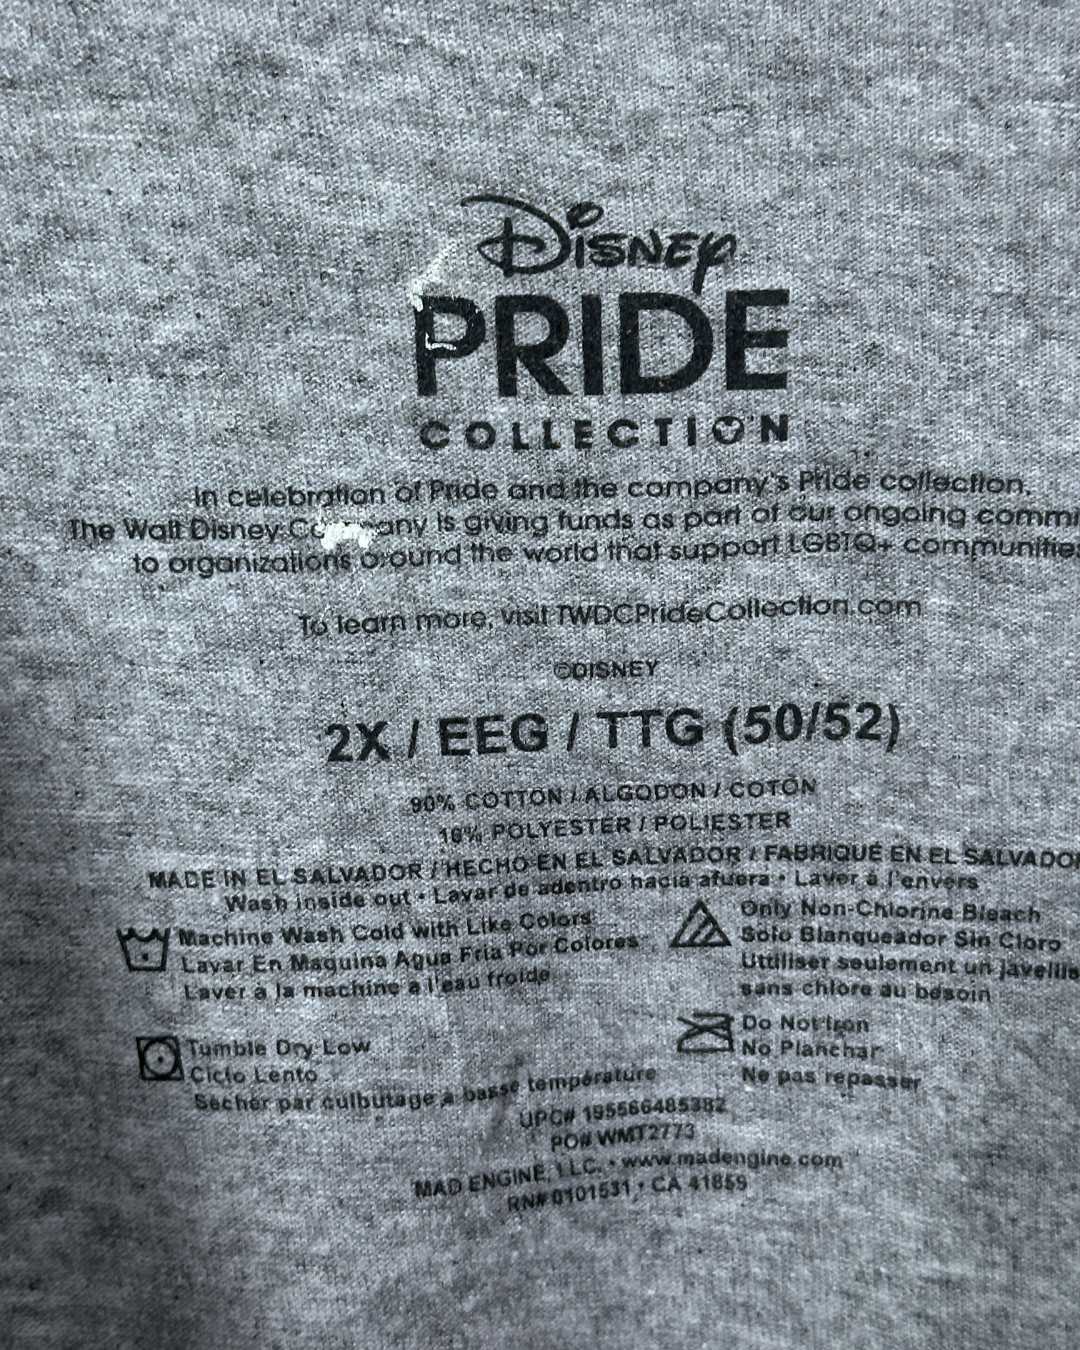 Disney
PRIDE
COLLECTION
In celebration of Pride and the company's Pride collection,
The Walt Disney Company is giving funds as part of our ongoing commi
to organizations around the world that support LGBTQ+ communities
To learn more, visit TWDCPrideCollection.com
©DISNEY
2X / EEG / TTG (50/52)
90% COTTON / ALGODON / COTON
10% POLYESTER / POLIESTER
MADE IN EL SALVADOR / HECHO EN EL SALVADOR / FABRIQUÉ EN EL SALVADOR
Wash inside out • Lavar de adentro hacia afuera • Laver à l'envers
Machine Wash Cold with Like Colors
Lavar En Maquina Agua Fria Por Colores
Laver à la machine à l'eau froide
Only Non-Chlorine Bleach
Solo Blanqueador Sin Cloro
Uttiliser seulement un javellis
sans chlore au besoin
Tumble Dry Low
Ciclo Lento
Sécher par culbutage à basse température
Do Not Iron
No Planchar
Ne pas repasser
UPC# 195566485382
PO# WMT2773
MAD ENGINE, LLC. • www.madengine.com
RN# 0101531 • CA 41859